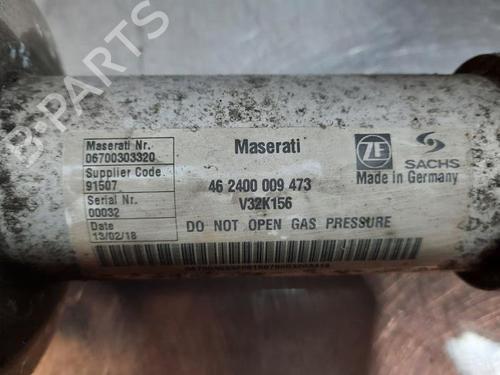 Maserati Nr.
06700303320
Supplier Code
91507
Serial Nr.
00032
Date
13/02/18
Maserati
46 2400 009 473
V32K156
DO NOT OPEN GAS PRESSURE
ZF
SACHS
Made in Germany
B-PARTS